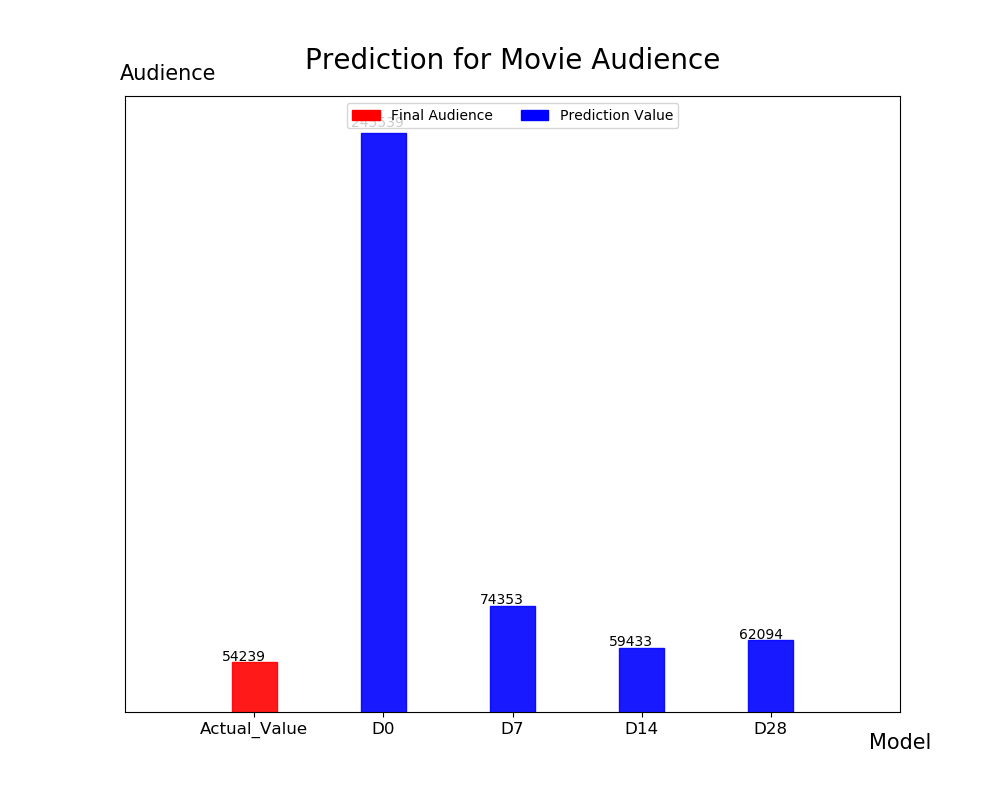 Prediction for Movie Audience
Audience
Final Audience
Prediction Value
74353
62094
59433
54239
Actual_Value D0 D7 D14 D28
Model